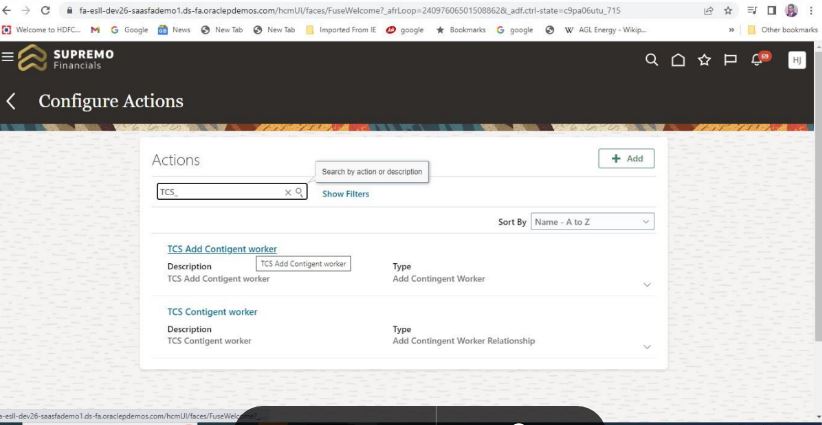 fa-esll-dev26-saasfademo1.ds-fa.oraclepdemos.com/hcmUI/faces/FuseWelcome?_afrLoop=2409760650150886​2&_adf.ctrl-state=c9pa06utu_715
Welcome to HDFC... Google News New Tab New Tab Imported From IE google Bookmarks google AGL Energy - Wikip... » Other bookmarks
SUPREMO
Financials
HJ
Configure Actions
Actions
+ Add
Search by action or description
TCS_
Show Filters
Sort By Name - A to Z
TCS Add Contigent worker
Description Type
TCS Add Contigent worker
TCS Add Contigent worker Add Contingent Worker
TCS Contigent worker
Description Type
TCS Contigent worker Add Contingent Worker Relationship
a-esll-dev26-saasfademo1.ds-fa.oraclepdemos.com/hcmUI/faces/FuseWelcome?_